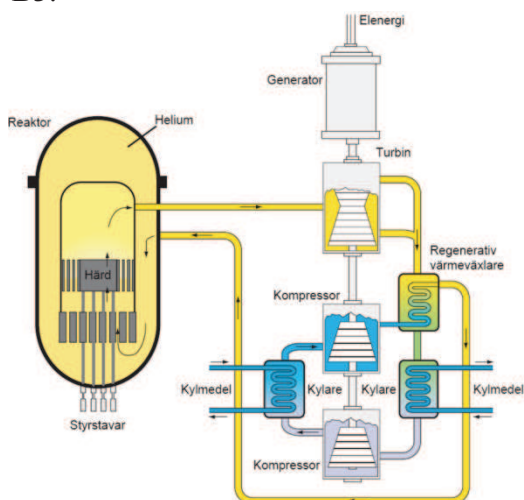 Elenergi
Generator
Reaktor
Helium
Turbin
Regenerativ
värmeväxlare
Härd
Kompressor
Kylmedel
Kylare
Kylare
Kylmedel
Styrstavar
Kompressor